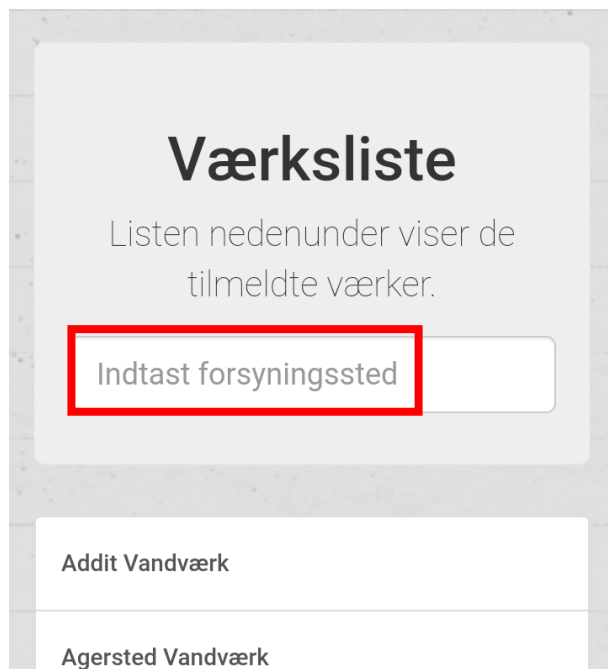 Værksliste
Listen nedenunder viser de
tilmeldte værker.
Indtast forsyningssted
Addit Vandværk
Agersted Vandværk